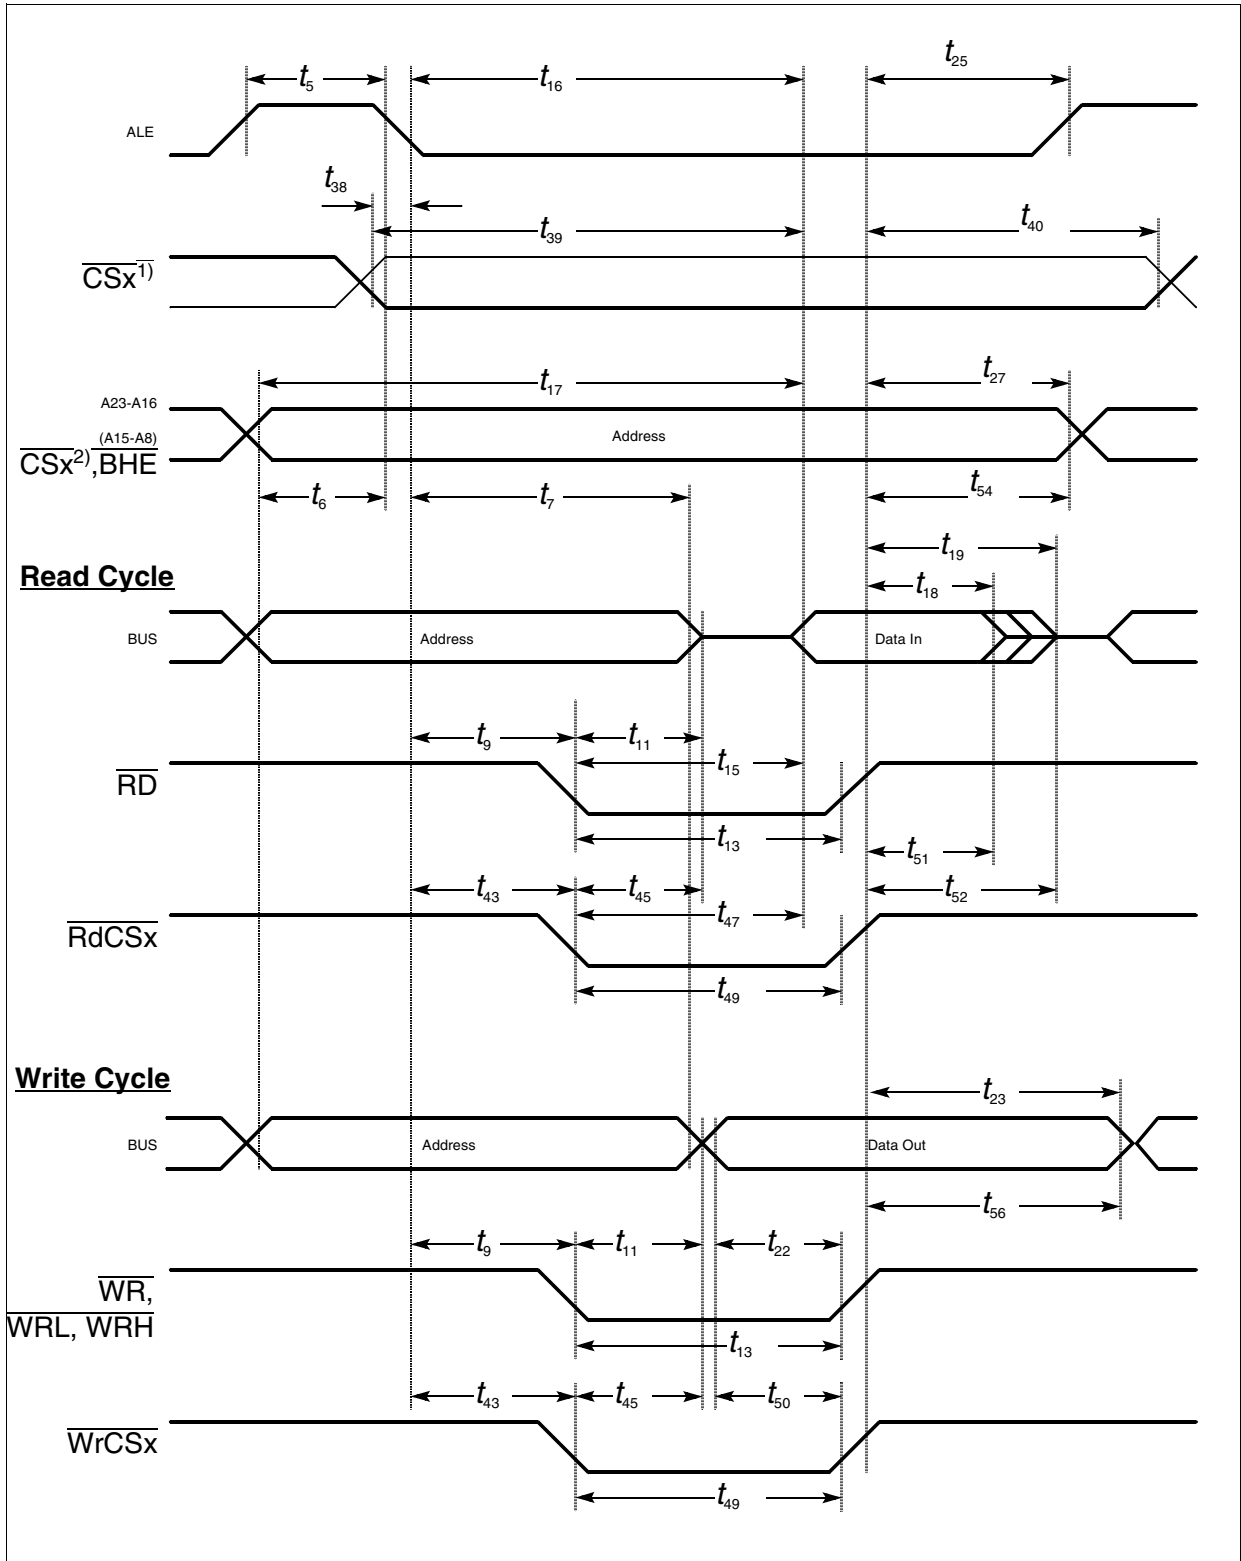 t5 t16 t25
ALE
t38
t39 t40
CSx1)
t17 t27
A23-A16
(A15-A8)
Address
CSx2),BHE
t6 t7 t54
t19
Read Cycle
t18
BUS Address Data In
t9 t11
t15
RD
t13 t51
t43 t45 t52
t47
RdCSx
t49
Write Cycle
t23
BUS Address Data Out
t56
t9 t11 t22
WR,
WRL, WRH
t13
t43 t45 t50
WrCSx
t49